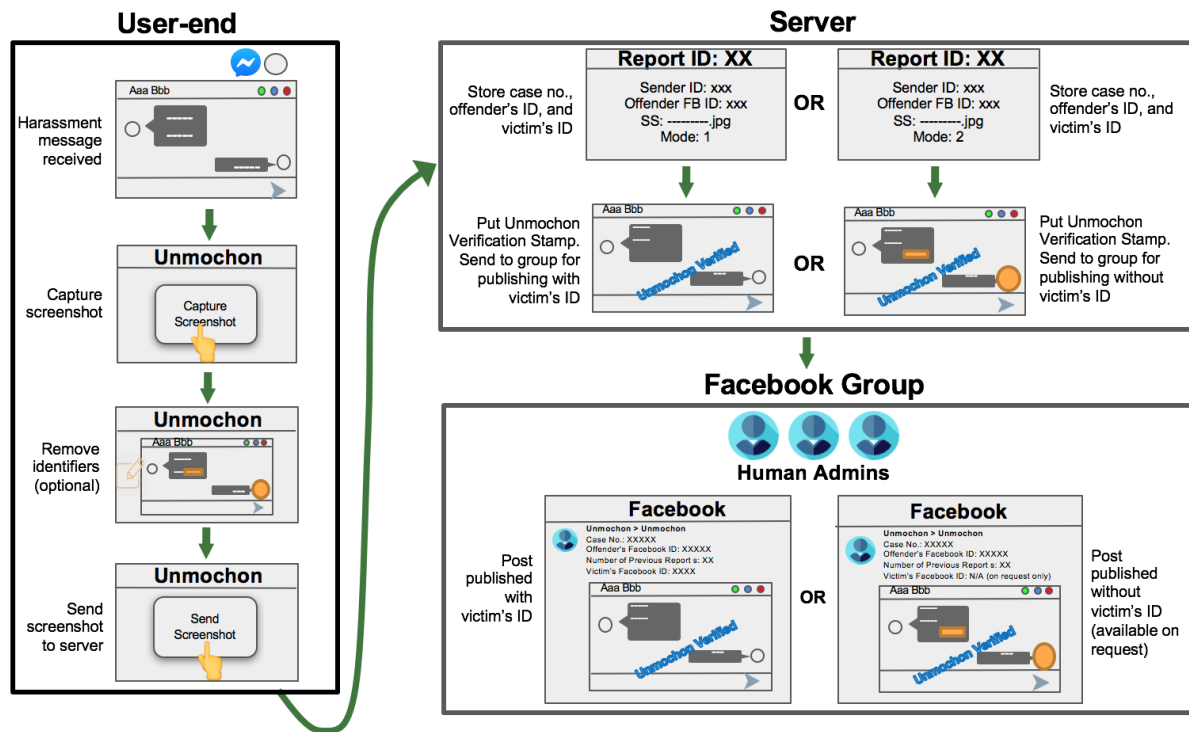 User-end
Aaa Bbb
Harassment
message
received
Unmochon
Capture
screenshot
Capture
Screenshot
Unmochon
Aaa Bbb
Remove
identifiers
(optional)
Unmochon
Send
screenshot
to server
Send
Screenshot
Server
Store case no.,
offender's ID, and
victim's ID
Report ID: XX
Sender ID: xxx
Offender FB ID: xxx
SS: ---------.jpg
Mode: 1
OR
Report ID: XX
Sender ID: xxx
Offender FB ID: xxx
SS: ---------.jpg
Mode: 2
Store case no.,
offender's ID, and
victim's ID
Put Unmochon
Verification Stamp.
Send to group for
publishing with
victim's ID
Aaa Bbb
Unmochon Verified
OR
Aaa Bbb
Unmochon Verified
Put Unmochon
Verification Stamp.
Send to group for
publishing without
victim's ID
Facebook Group
Human Admins
Post
published
with
victim's ID
Facebook
Unmochon > Unmochon
Case No.: XXXXX
Offender's Facebook ID: XXXXX
Number of Previous Report s: XX
Victim's Facebook ID: XXXX
Aaa Bbb
Unmochon Verified
OR
Facebook
Unmochon > Unmochon
Case No.: XXXXX
Offender's Facebook ID: XXXXX
Number of Previous Report s: XX
Victim's Facebook ID: N/A (on request only)
Aaa Bbb
Unmochon Verified
Post
published
without
victim's ID
(available on
request)